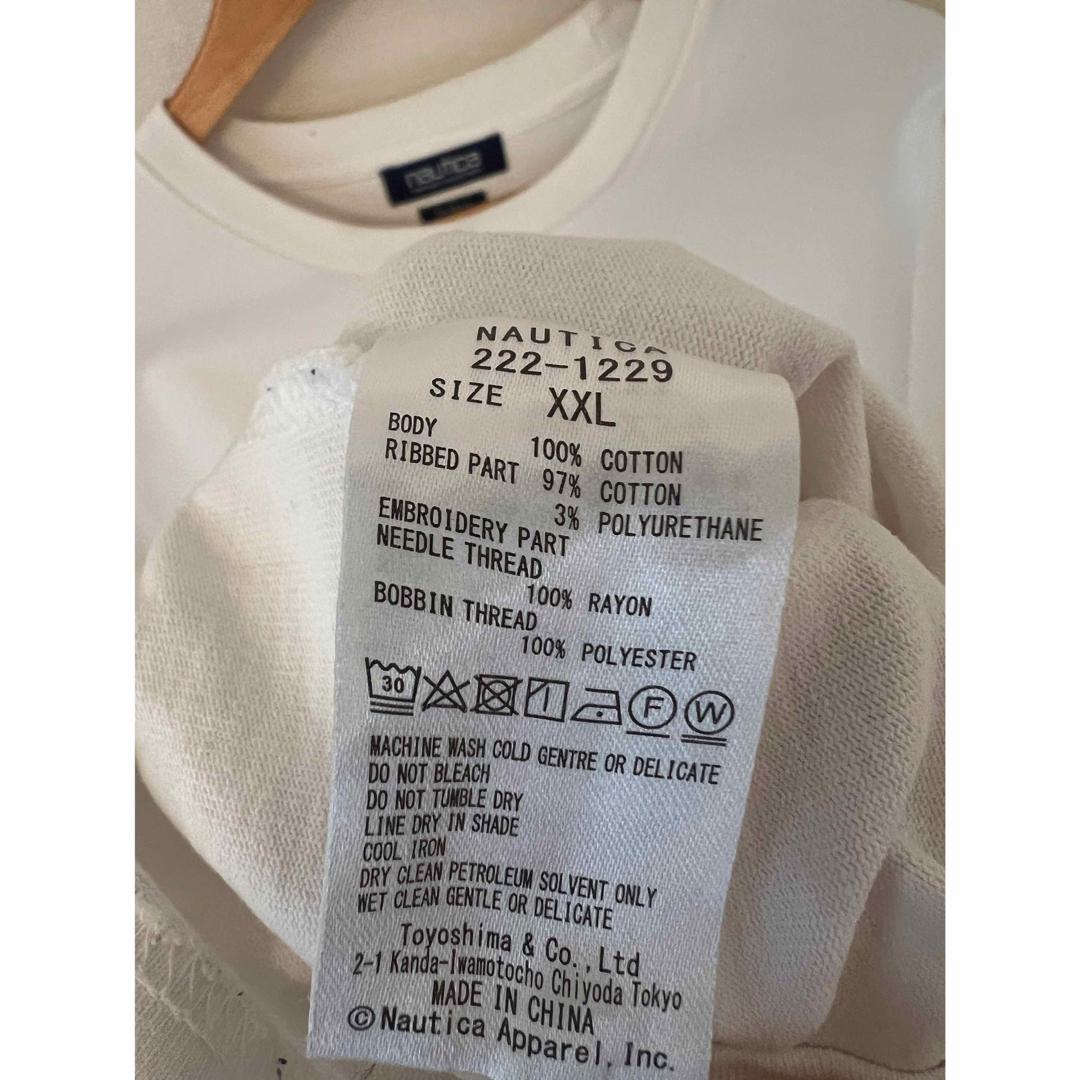 nautica
NAUTICA
222-1229
SIZE XXL
BODY 100% COTTON
RIBBED PART 97% COTTON
3% POLYURETHANE
EMBROIDERY PART
NEEDLE THREAD
100% RAYON
BOBBIN THREAD
100% POLYESTER
30 F W
MACHINE WASH COLD GENTRE OR DELICATE
DO NOT BLEACH
DO NOT TUMBLE DRY
LINE DRY IN SHADE
COOL IRON
DRY CLEAN PETROLEUM SOLVENT ONLY
WET CLEAN GENTLE OR DELICATE
Toyoshima & Co.,Ltd
2-1 Kanda-Iwamotocho Chiyoda Tokyo
MADE IN CHINA
©Nautica Apparel, Inc.